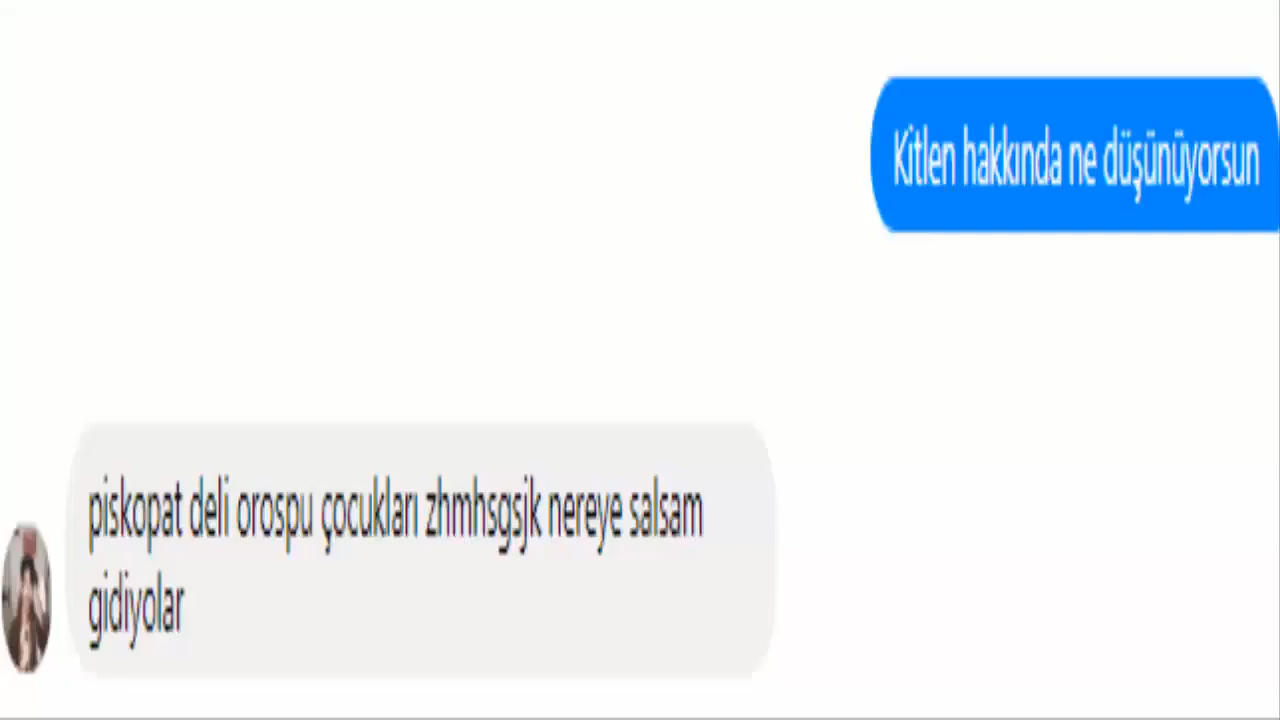 Kitlen hakkında ne düşünüyorsun
piskopat deli orospu çocukları zhmhsgsjk nereye salsam
gidiyolar